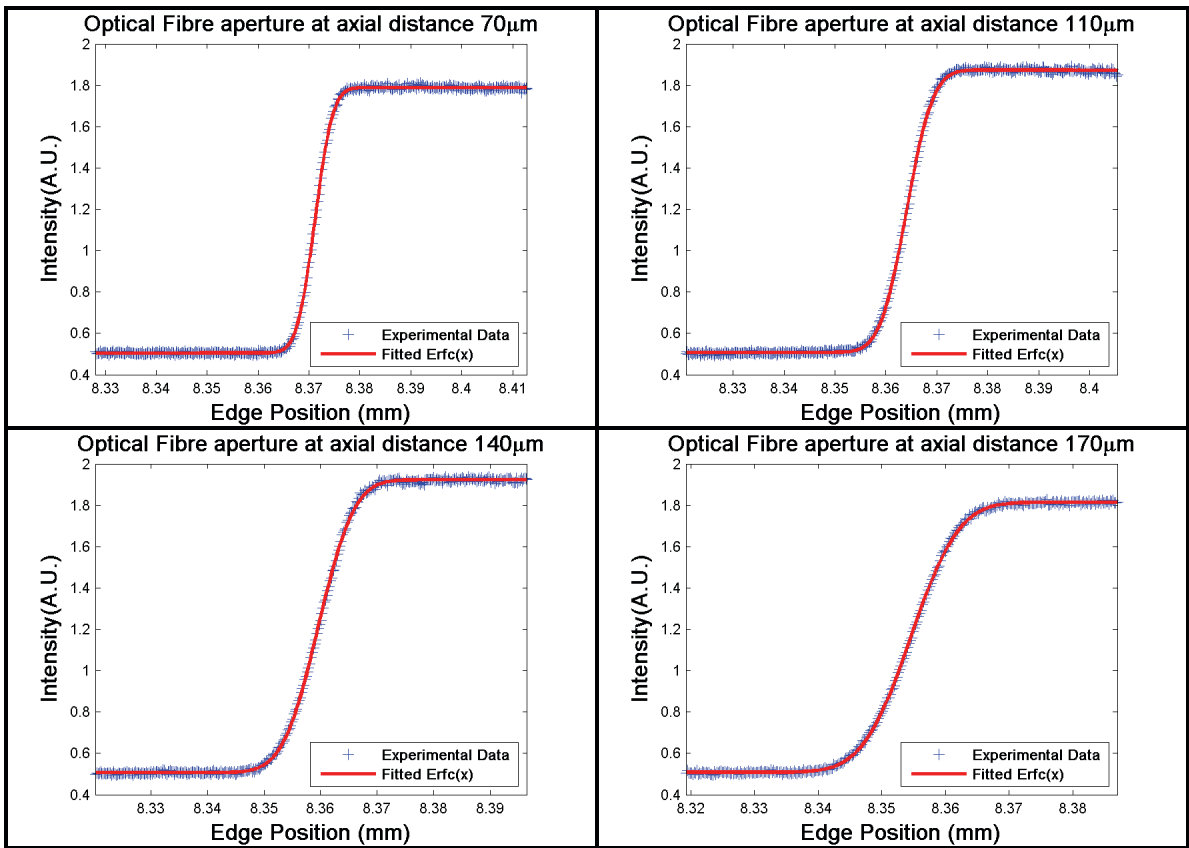 Optical Fibre aperture at axial distance 70μm
2
1.8
1.6
1.4
1.2
1
0.8
0.6
0.4
Intensity(A.U.)
Experimental Data
Fitted Erfc(x)
8.33 8.34 8.35 8.36 8.37 8.38 8.39 8.4 8.41
Edge Position (mm)
Optical Fibre aperture at axial distance 110μm
2
1.8
1.6
1.4
1.2
1
0.8
0.6
0.4
Intensity(A.U.)
Experimental Data
Fitted Erfc(x)
8.33 8.34 8.35 8.36 8.37 8.38 8.39 8.4
Edge Position (mm)
Optical Fibre aperture at axial distance 140μm
2
1.8
1.6
1.4
1.2
1
0.8
0.6
0.4
Intensity(A.U.)
Experimental Data
Fitted Erfc(x)
8.33 8.34 8.35 8.36 8.37 8.38 8.39
Edge Position (mm)
Optical Fibre aperture at axial distance 170μm
2
1.8
1.6
1.4
1.2
1
0.8
0.6
0.4
Intensity(A.U.)
Experimental Data
Fitted Erfc(x)
8.32 8.33 8.34 8.35 8.36 8.37 8.38
Edge Position (mm)